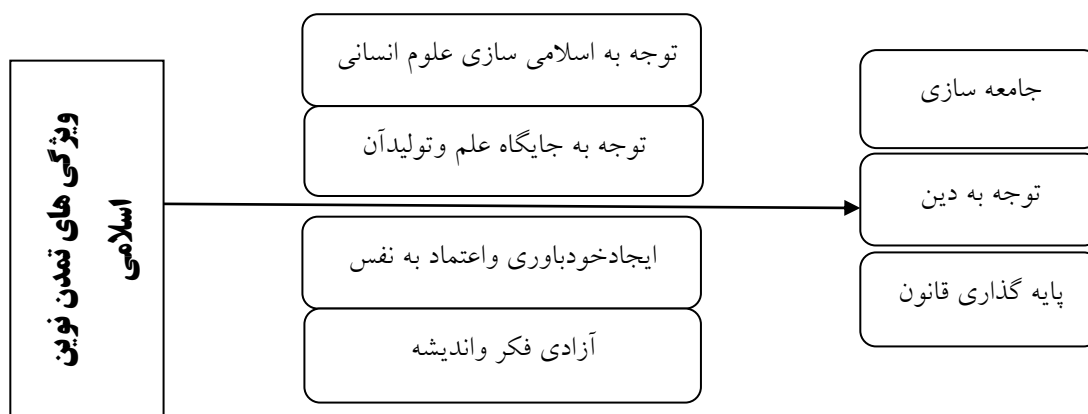 ویژگی های تمدن نوین
اسلامی
توجه به اسلامی سازی علوم انسانی
توجه به جایگاه علم وتولیدآن
ایجادخودباوری واعتماد به نفس
آزادی فکر واندیشه
جامعه سازی
توجه به دین
پایه گذاری قانون